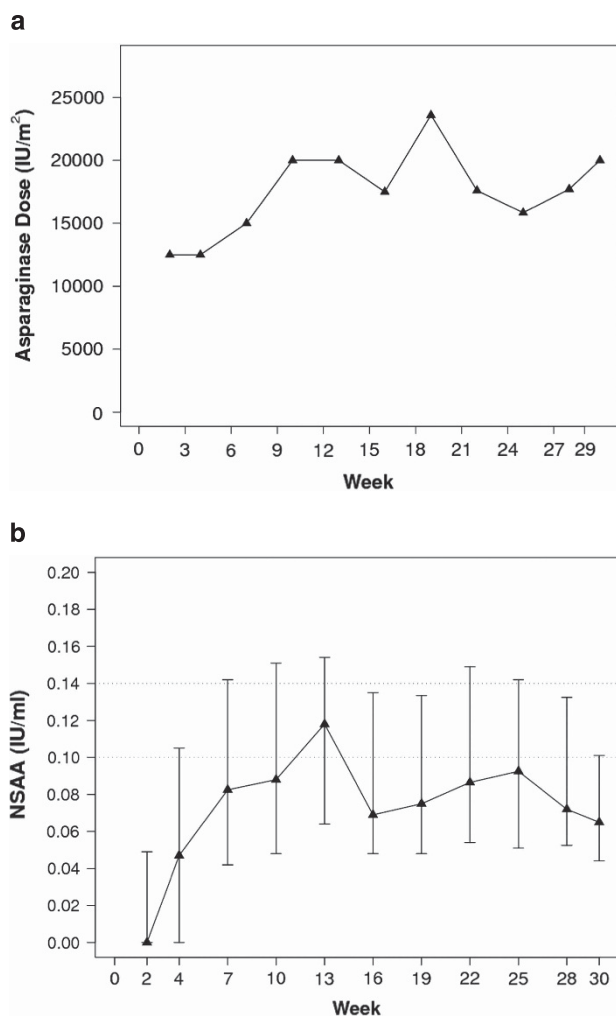 a
Asparaginase Dose (IU/m²)
25000
20000
15000
10000
5000
0
0 3 6 9 12 15 18 21 24 27 29
Week
b
NSAA (IU/ml)
0.20
0.18
0.16
0.14
0.12
0.10
0.08
0.06
0.04
0.02
0.00
0 2 4 7 10 13 16 19 22 25 28 30
Week